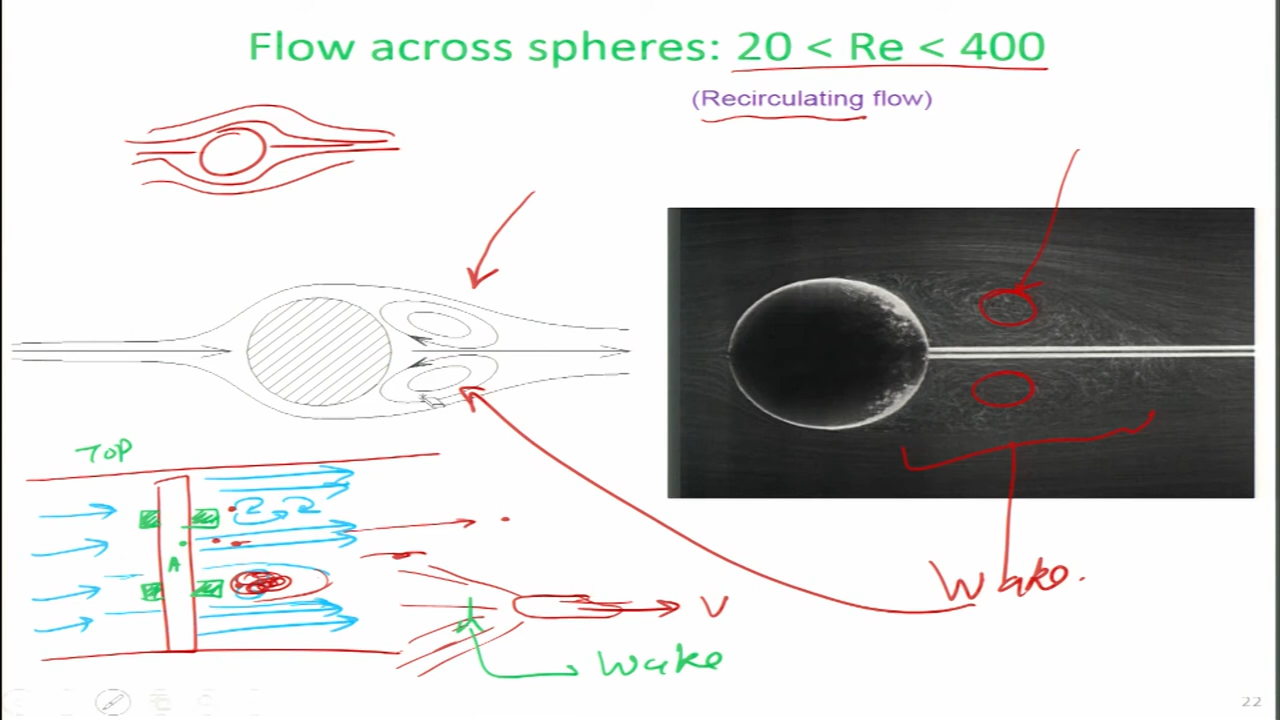 Flow across spheres: 20 < Re < 400
(Recirculating flow)
TOP
A
Wake.
V
Wake
22